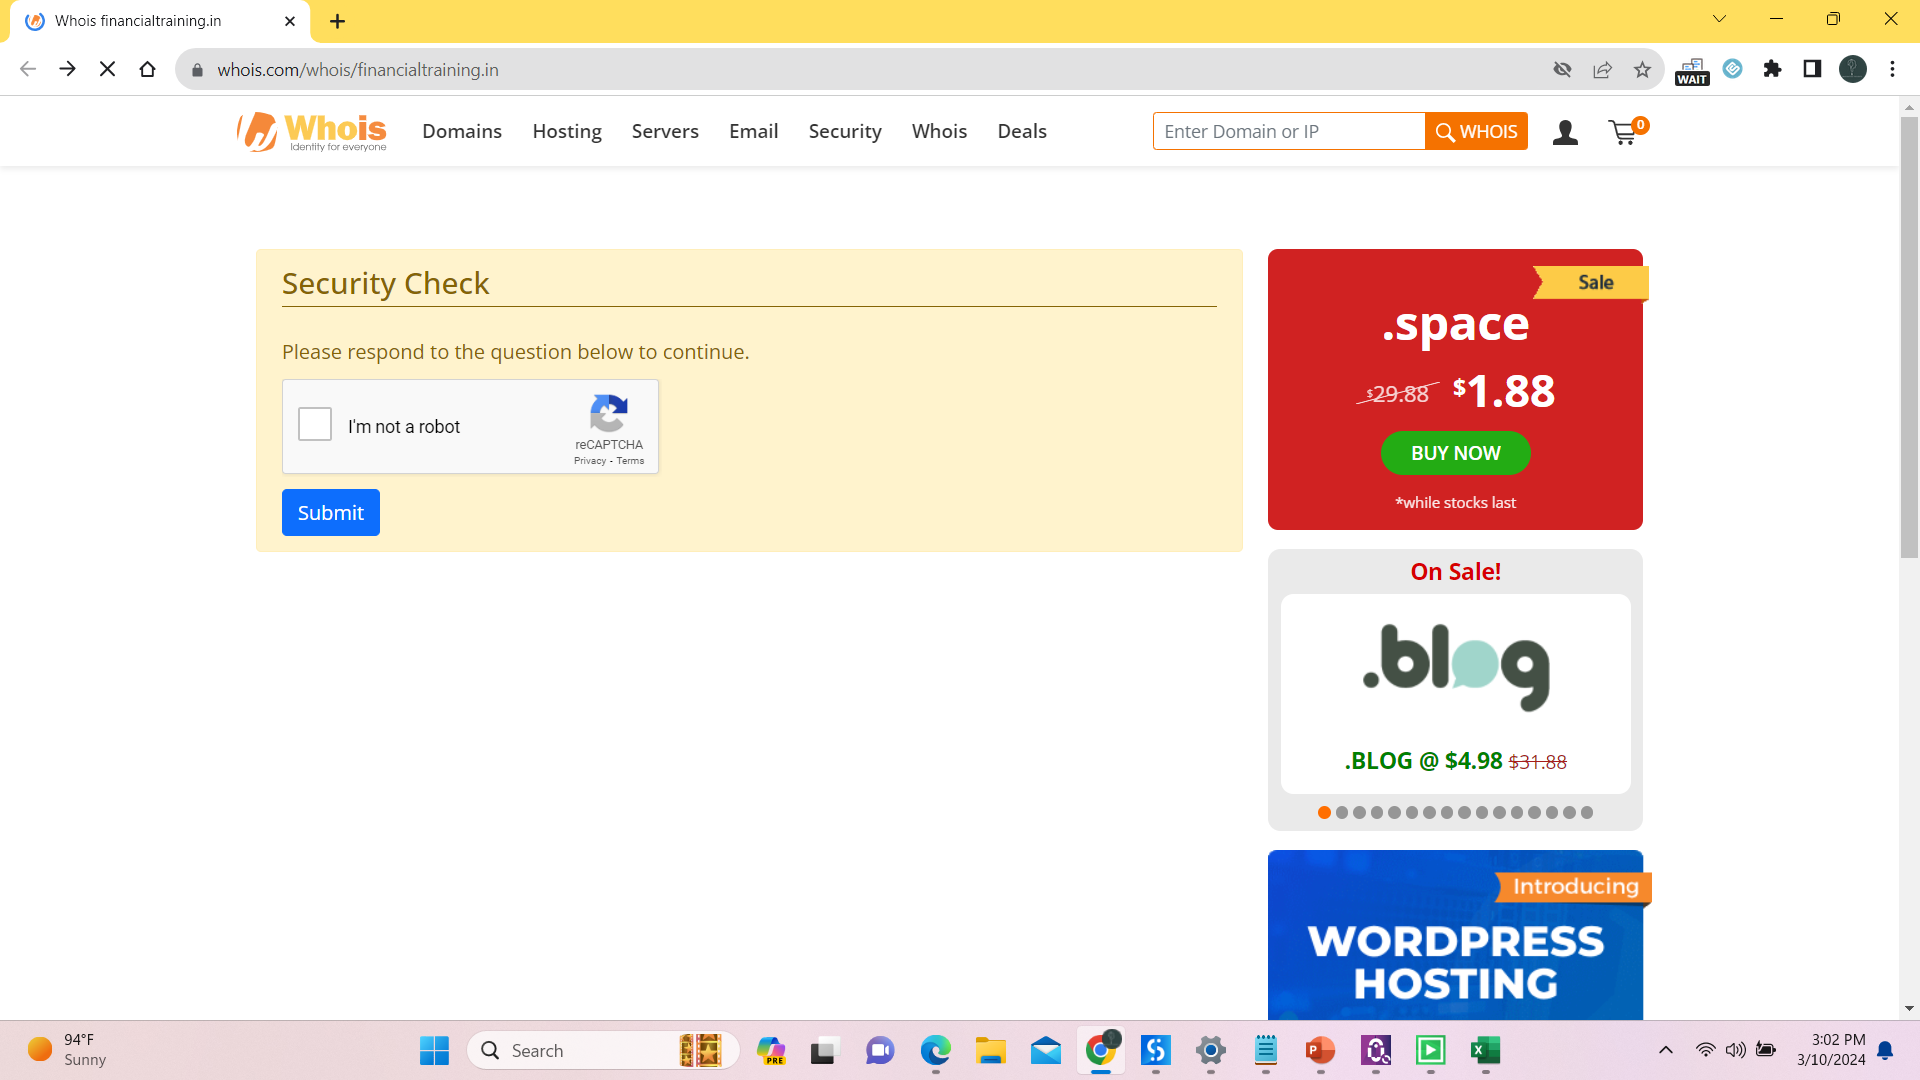 Whois financialtraining.in
whois.com/whois/financialtraining.in
WAIT
Whois
Identity for everyone
Domains
Hosting
Servers
Email
Security
Whois
Deals
Enter Domain or IP
WHOIS
0
Security Check
Please respond to the question below to continue.
I'm not a robot
reCAPTCHA
Privacy - Terms
Submit
Sale
.space
$29.88 $1.88
BUY NOW
*while stocks last
On Sale!
.blog
.BLOG @ $4.98 $31.88
Introducing
WORDPRESS
HOSTING
94°F
Sunny
Search
PRE
3:02 PM
3/10/2024